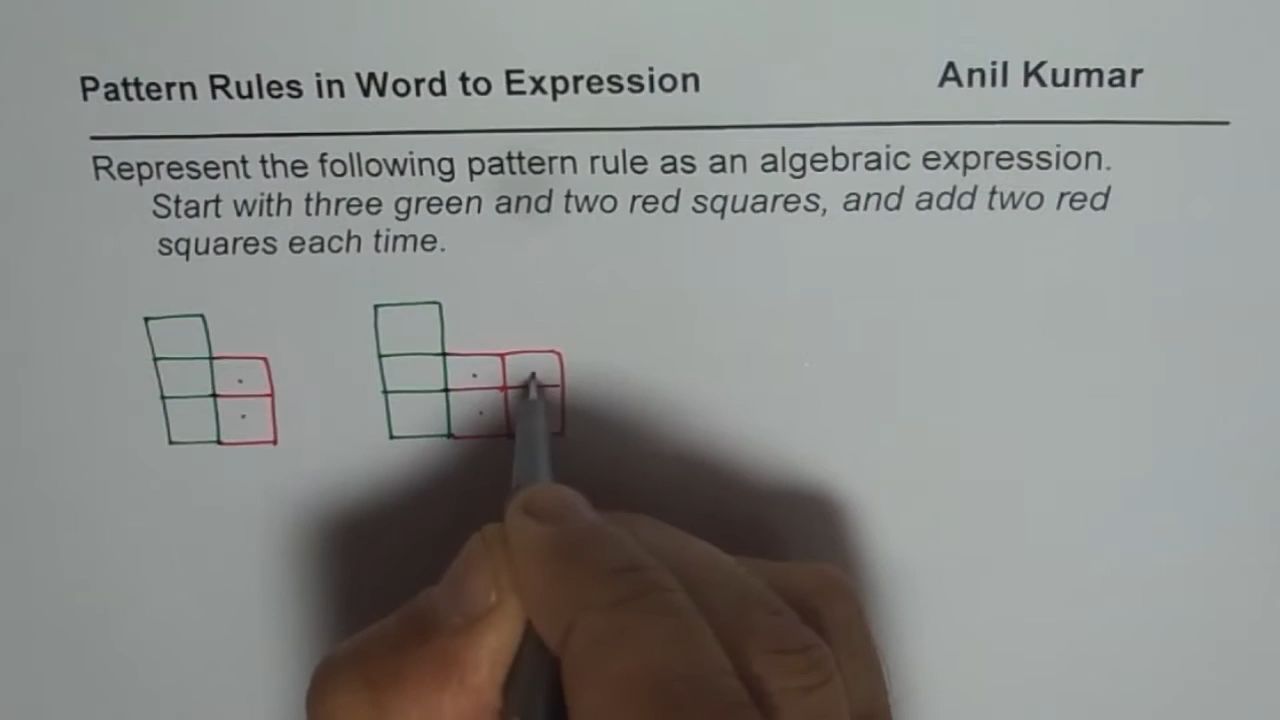 Pattern Rules in Word to Expression Anil Kumar
Represent the following pattern rule as an algebraic expression.
Start with three green and two red squares, and add two red
squares each time.